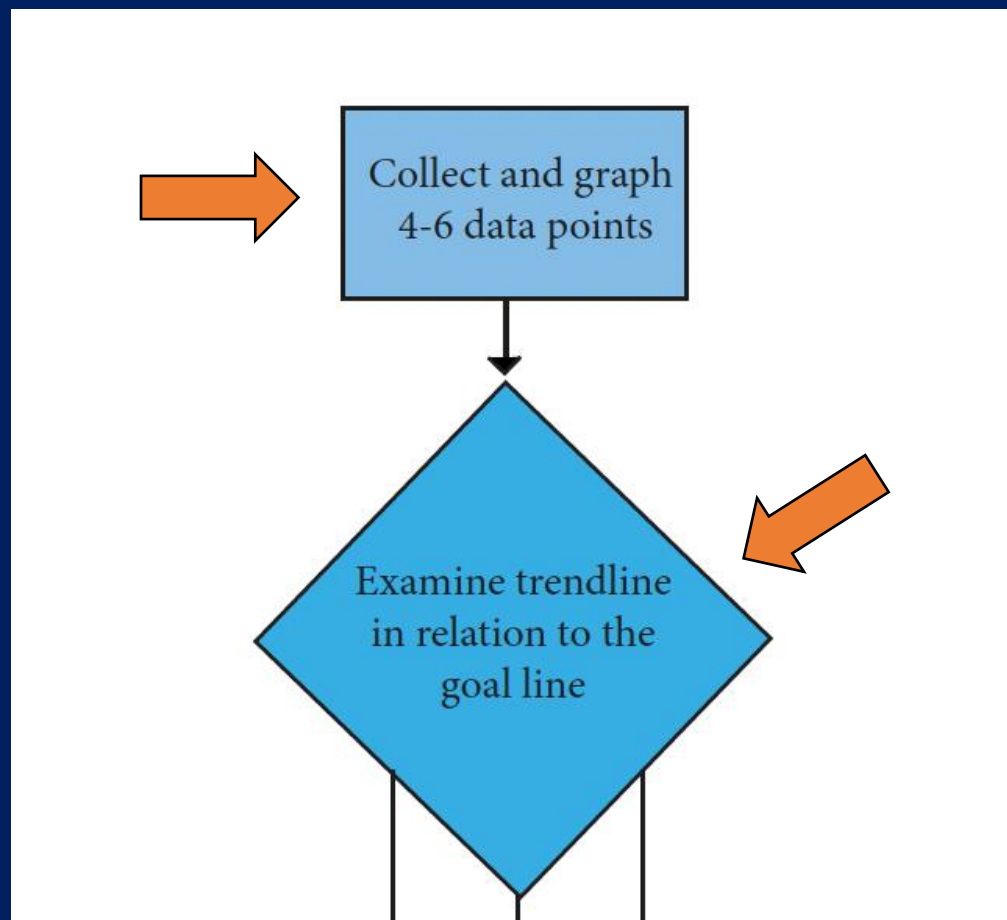 Collect and graph
4-6 data points
Examine trendline
in relation to the
goal line